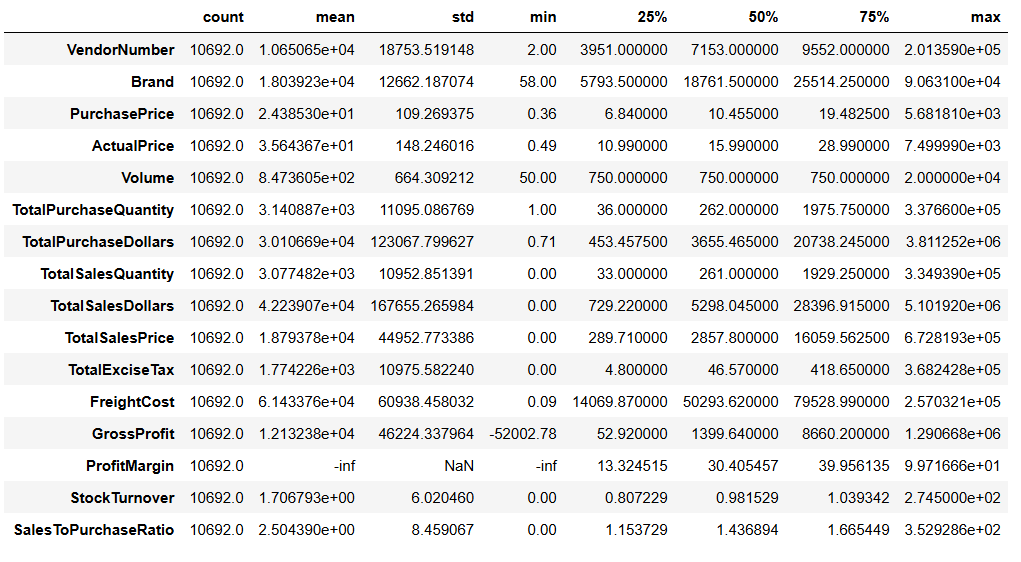 count mean std min 25% 50% 75% max
VendorNumber 10692.0 1.065065e+04 18753.519148 2.00 3951.000000 7153.000000 9552.000000 2.013590e+05
Brand 10692.0 1.803923e+04 12662.187074 58.00 5793.500000 18761.500000 25514.250000 9.063100e+04
PurchasePrice 10692.0 2.438530e+01 109.269375 0.36 6.840000 10.455000 19.482500 5.681810e+03
ActualPrice 10692.0 3.564367e+01 148.246016 0.49 10.990000 15.990000 28.990000 7.499990e+03
Volume 10692.0 8.473605e+02 664.309212 50.00 750.000000 750.000000 750.000000 2.000000e+04
TotalPurchaseQuantity 10692.0 3.140887e+03 11095.086769 1.00 36.000000 262.000000 1975.750000 3.376600e+05
TotalPurchaseDollars 10692.0 3.010669e+04 123067.799627 0.71 453.457500 3655.465000 20738.245000 3.811252e+06
TotalSalesQuantity 10692.0 3.077482e+03 10952.851391 0.00 33.000000 261.000000 1929.250000 3.349390e+05
TotalSalesDollars 10692.0 4.223907e+04 167655.265984 0.00 729.220000 5298.045000 28396.915000 5.101920e+06
TotalSalesPrice 10692.0 1.879378e+04 44952.773386 0.00 289.710000 2857.800000 16059.562500 6.728193e+05
TotalExciseTax 10692.0 1.774226e+03 10975.582240 0.00 4.800000 46.570000 418.650000 3.682428e+05
FreightCost 10692.0 6.143376e+04 60938.458032 0.09 14069.870000 50293.620000 79528.990000 2.570321e+05
GrossProfit 10692.0 1.213238e+04 46224.337964 -52002.78 52.920000 1399.640000 8660.200000 1.290668e+06
ProfitMargin 10692.0 -inf NaN -inf 13.324515 30.405457 39.956135 9.971666e+01
StockTurnover 10692.0 1.706793e+00 6.020460 0.00 0.807229 0.981529 1.039342 2.745000e+02
SalesToPurchaseRatio 10692.0 2.504390e+00 8.459067 0.00 1.153729 1.436894 1.665449 3.529286e+02